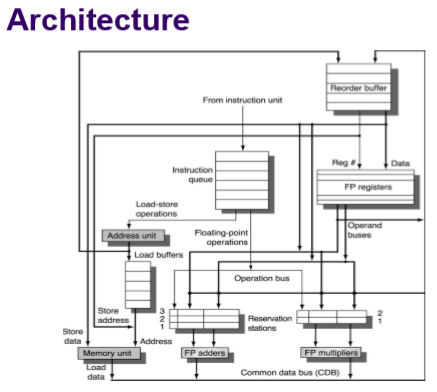 Architecture
Reorder buffer
From instruction unit
Reg #
Data
Instruction
queue
FP registers
Load-store
operations
Address unit
Floating-point
operations
Operand
buses
Load buffers
Operation bus
Store
address
3
2
1
Reservation
stations
2
1
Store
data
Address
Memory unit
FP adders
FP multipliers
Load
data
Common data bus (CDB)